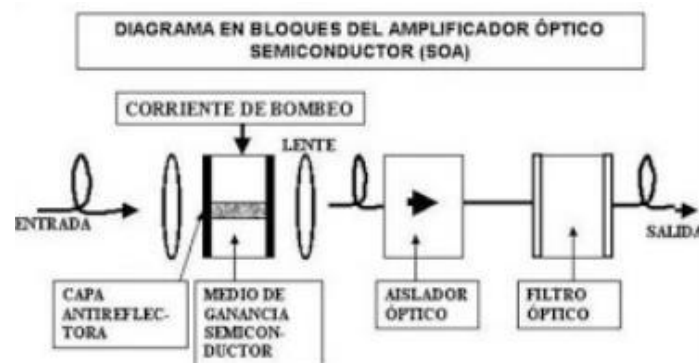 DIAGRAMA EN BLOQUES DEL AMPLIFICADOR ÓPTICO
SEMICONDUCTOR (SOA)
CORRIENTE DE BOMBEO
LENTE
ENTRADA
SALIDA
CAPA
ANTIREFLEC-
TORA
MEDIO DE
GANANCIA
SEMICON-
DUCTOR
AISLADOR
ÓPTICO
FILTRO
ÓPTICO